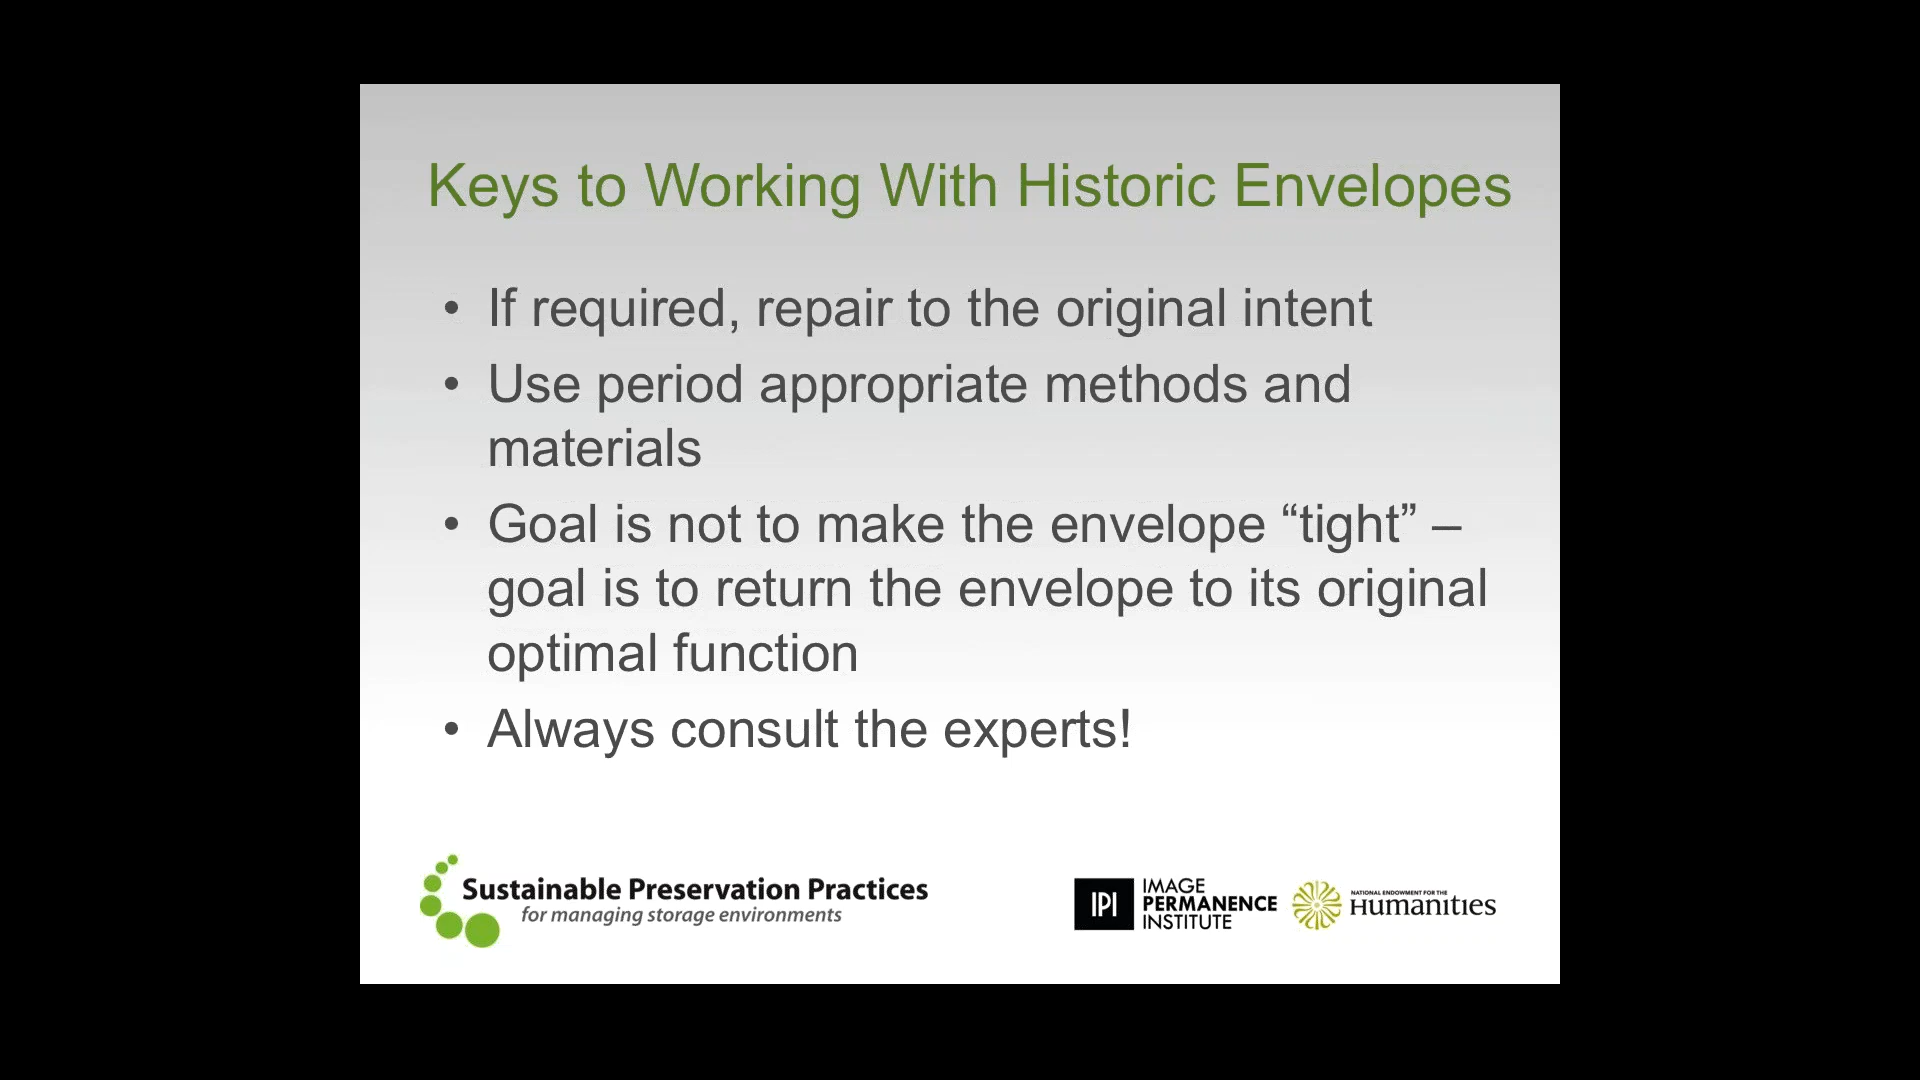 Keys to Working With Historic Envelopes
• If required, repair to the original intent
• Use period appropriate methods and
materials
• Goal is not to make the envelope “tight” –
goal is to return the envelope to its original
optimal function
• Always consult the experts!
Sustainable Preservation Practices
for managing storage environments
IPI
IMAGE
PERMANENCE
INSTITUTE
NATIONAL ENDOWMENT FOR THE
Humanities